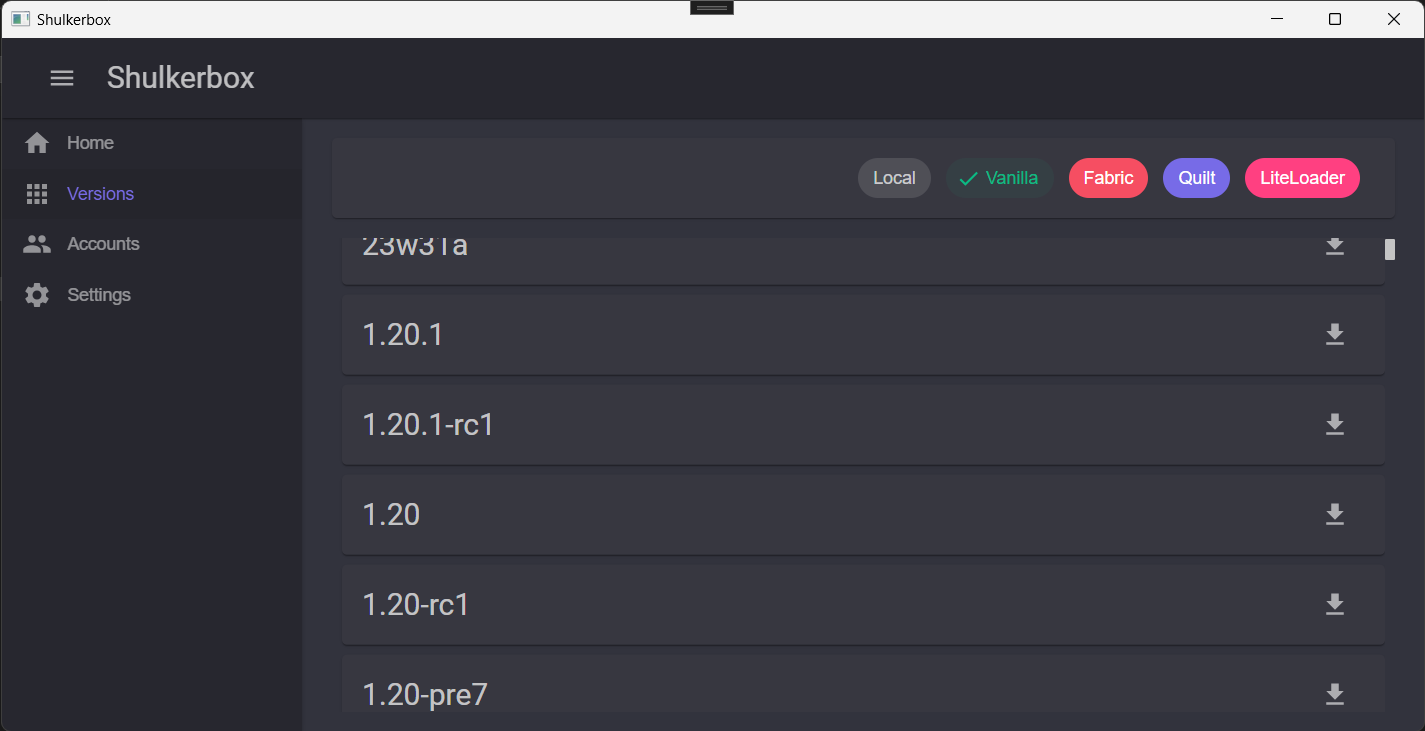 Shulkerbox
Shulkerbox
Home
Versions
Accounts
Settings
Local Vanilla Fabric Quilt LiteLoader
23w31a
1.20.1
1.20.1-rc1
1.20
1.20-rc1
1.20-pre7